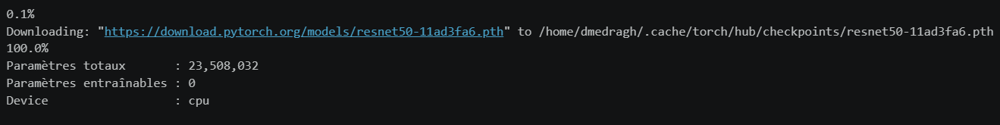 0.1%
Downloading: "https://download.pytorch.org/models/resnet50-11ad3fa6.pth" to /home/dmedragh/.cache/torch/hub/checkpoints/resnet50-11ad3fa6.pth
100.0%
Paramètres totaux       : 23,508,032
Paramètres entraînables : 0
Device                  : cpu